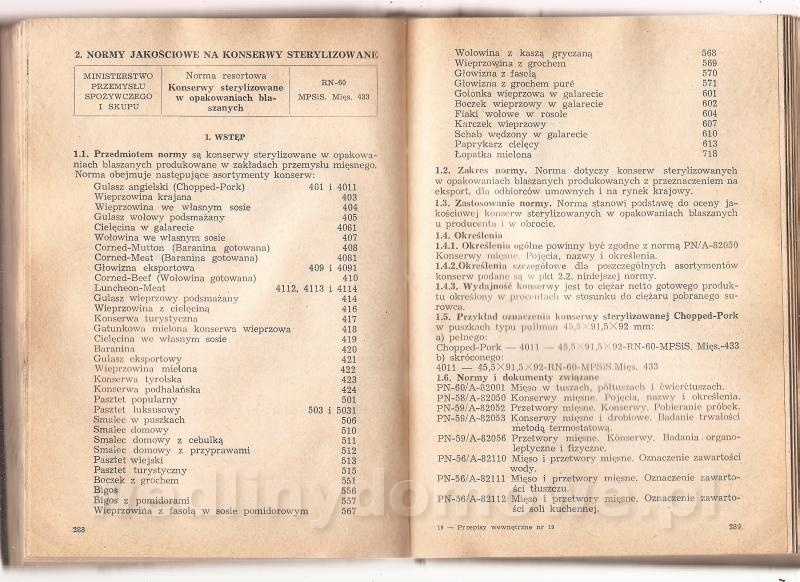 2. NORMY JAKOŚCIOWE NA KONSERWY STERYLIZOWANE
MINISTERSTWO
PRZEMYSŁU
SPOŻYWCZEGO
I SKUPU
Norma resortowa
Konserwy sterylizowane
w opakowaniach bla-
szanych
RN-60
MPSiS. Mięs. 433
1. WSTĘP
1.1. Przedmiotem normy są konserwy sterylizowane w opakowa-
niach blaszanych produkowane w zakładach przemysłu mięsnego.
Norma obejmuje następujące asortymenty konserw:
Gulasz angielski (Chopped-Pork) 401 i 4011
Wieprzowina krajana 403
Wieprzowina we własnym sosie 404
Gulasz wołowy podsmażany 405
Cielęcina w galarecie 4061
Wołowina we własnym sosie 407
Corned-Mutton (Baranina gotowana) 408
Corned-Meat (Baranina gotowana) 4081
Głowizna eksportowa 409 i 4091
Corned-Beef (Wołowina gotowana) 410
Luncheon-Meat 4112, 4113 i 4114
Gulasz wieprzowy podsmażany 414
Wieprzowina z cielęciną 416
Konserwa turystyczna 417
Gatunkowa mielona konserwa wieprzowa 418
Cielęcina we własnym sosie 419
Baranina 420
Gulasz eksportowy 421
Wieprzowina mielona 422
Konserwa tyrolska 423
Konserwa podhalańska 424
Pasztet popularny 501
Pasztet luksusowy 503 i 5031
Smalec w puszkach 506
Smalec domowy 510
Smalec domowy z cebulką 511
Smalec domowy z przyprawami 512
Pasztet wiejski 513
Pasztet turystyczny 515
Boczek z grochem 551
Bigos 556
Bigos z pomidorami 557
Wieprzowina z fasolą w sosie pomidorowym 567
288
Wołowina z kaszą gryczaną 568
Wieprzowina z grochem 569
Głowizna z fasolą 570
Głowizna z grochem puré 571
Golonka wieprzowa w galarecie 601
Boczek wieprzowy w galarecie 602
Flaki wołowe w rosole 604
Karczek wieprzowy 607
Schab wędzony w galarecie 610
Paprykarz cielęcy 613
Łopatka mielona 718
1.2. Zakres normy. Norma dotyczy konserw sterylizowanych
w opakowaniach blaszanych produkowanych z przeznaczeniem na
eksport, dla odbiorców umownych i na rynek krajowy.
1.3. Zastosowanie normy. Norma stanowi podstawę do oceny ja-
kościowej konserw sterylizowanych w opakowaniach blaszanych
u producenta i w obrocie.
1.4. Określenia
1.4.1. Określenia ogólne powinny być zgodne z normą PN/A-82050
Konserwy mięsne. Pojęcia, nazwy i określenia.
1.4.2.Określenia szczegółowe dla poszczególnych asortymentów
konserw podane są w pkt 2.2. niniejszej normy.
1.4.3. Wydajność konserwy jest to ciężar netto gotowego produk-
tu określony w procentach w stosunku do ciężaru pobranego su-
rowca.
1.5. Przykład oznaczenia konserwy sterylizowanej Chopped-Pork
w puszkach typu pullman 45,5×91,5×92 mm:
a) pełnego:
Chopped-Pork — 4011 — 45,5×91,5×92-RN-60-MPSiS. Mięs.-433
b) skróconego:
4011 — 45,5×91,5×92-RN-60-MPSiS. Mięs. 433
1.6. Normy i dokumenty związane
PN-60/A-82001 Mięso w tuszach, półtuszach i ćwierćtuszach.
PN-58/A-82050 Konserwy mięsne. Pojęcia, nazwy i określenia.
PN-59/A-82052 Przetwory mięsne. Konserwy. Pobieranie próbek.
PN-59/A-82053 Konserwy mięsne i drobiowe. Badanie trwałości
metodą termostatową.
PN-59/A-82056 Przetwory mięsne. Konserwy. Badania organo-
leptyczne i fizyczne.
PN-56/A-82110 Mięso i przetwory mięsne. Oznaczenie zawartości
wody.
PN-56/A-82111 Mięso i przetwory mięsne. Oznaczenie zawarto-
ści tłuszczu.
PN-56/A-82112 Mięso i przetwory mięsne. Oznaczenie zawarto-
ści soli kuchennej.
19 — Przepisy wewnętrzne nr 19
289